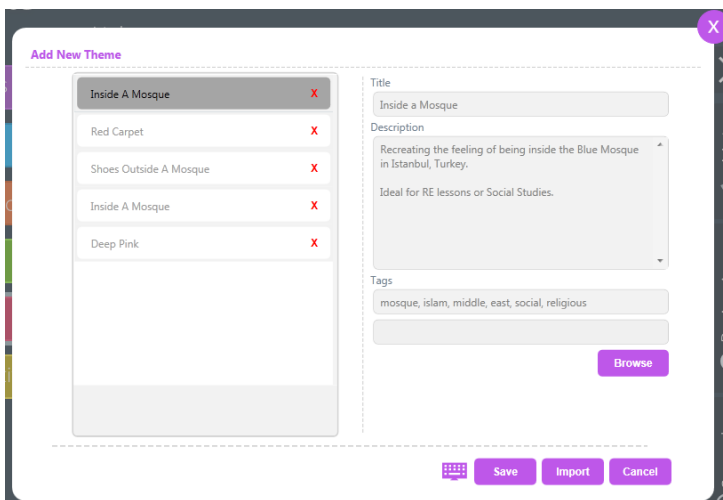 X
Add New Theme
Inside A Mosque X
Red Carpet X
Shoes Outside A Mosque X
Inside A Mosque X
Deep Pink X
Title
Inside a Mosque
Description
Recreating the feeling of being inside the Blue Mosque
in Istanbul, Turkey.
Ideal for RE lessons or Social Studies.
Tags
mosque, islam, middle, east, social, religious
Browse
Save Import Cancel